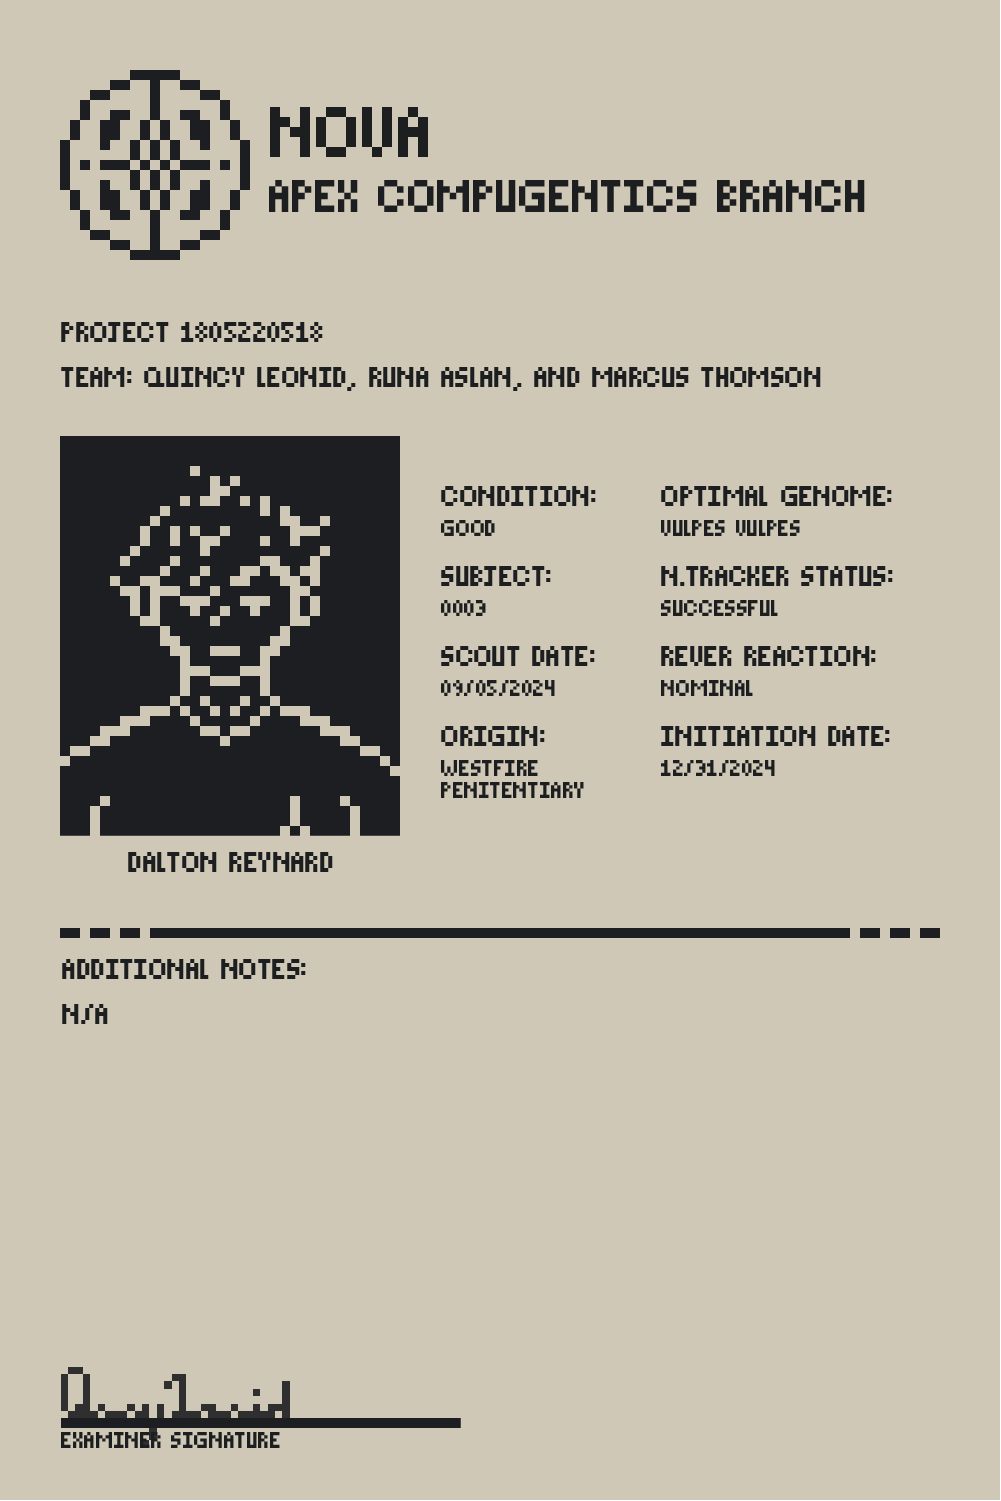 NOVA
APEX COMPUGENTICS BRANCH
PROJECT 1805220518
TEAM: QUINCY LEONID, RUNA ASLAN, AND MARCUS THOMSON
CONDITION:
GOOD
OPTIMAL GENOME:
VULPES VULPES
SUBJECT:
0003
N.TRACKER STATUS:
SUCCESSFUL
SCOUT DATE:
09/05/2024
REVER REACTION:
NOMINAL
ORIGIN:
WESTFIRE
PENITENTIARY
INITIATION DATE:
12/31/2024
DALTON REYNARD
ADDITIONAL NOTES:
N/A
EXAMINER SIGNATURE